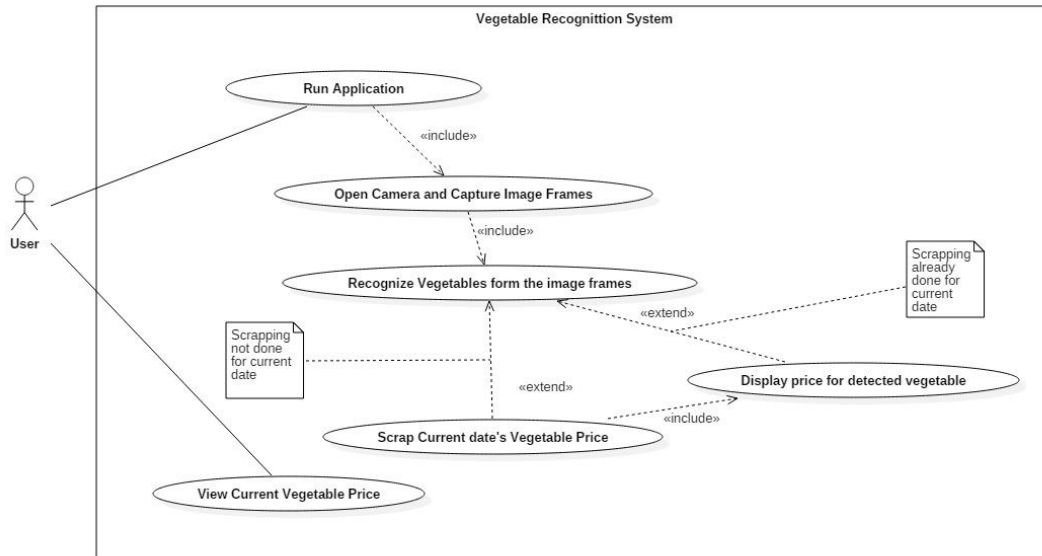 Vegetable Recognittion System
Run Application
«include»
Open Camera and Capture Image Frames
User
«include»
Scrapping
already
done for
current
date
Recognize Vegetables form the image frames
«extend»
Scrapping
not done
for current
date
Display price for detected vegetable
«extend»
«include»
Scrap Current date's Vegetable Price
View Current Vegetable Price